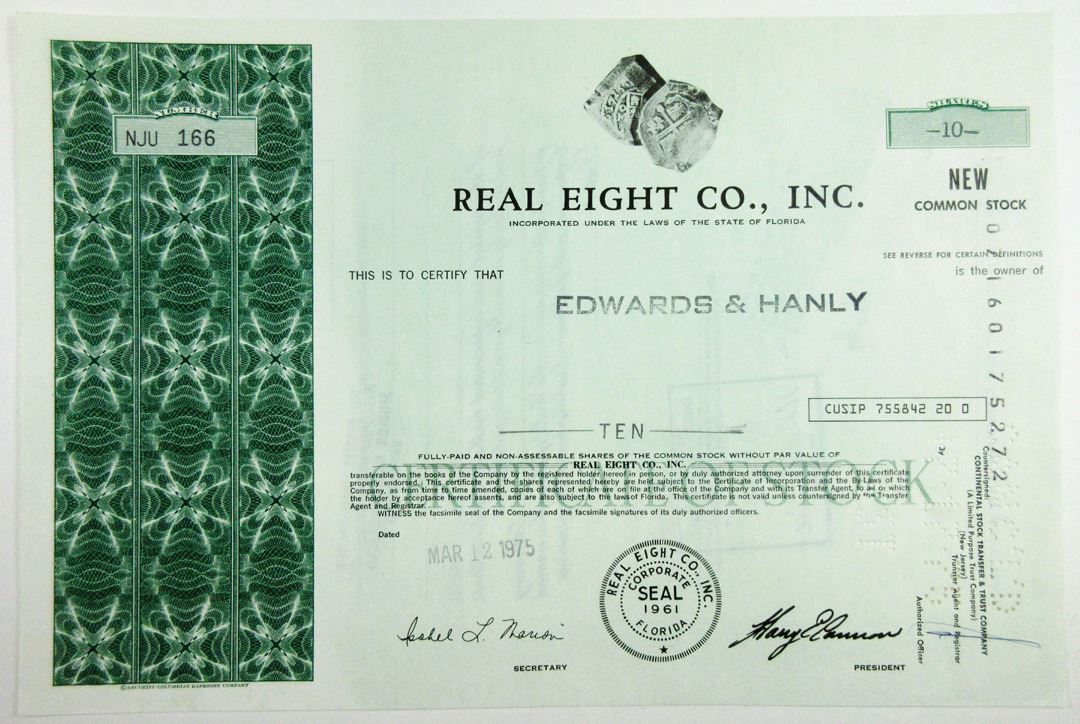 NUMBER
NJU 166
SHARES
–10–
NEW
COMMON STOCK
REAL EIGHT CO., INC.
INCORPORATED UNDER THE LAWS OF THE STATE OF FLORIDA
SEE REVERSE FOR CERTAIN DEFINITIONS
THIS IS TO CERTIFY THAT
is the owner of
EDWARDS & HANLY
CUSIP 755842 20 0
TEN
FULLY-PAID AND NON-ASSESSABLE SHARES OF THE COMMON STOCK WITHOUT PAR VALUE OF
REAL EIGHT CO., INC.
transferable on the books of the Company by the registered holder hereof in person, or by duly authorized attorney upon surrender of this certificate
properly endorsed. This certificate and the shares represented hereby are held subject to the Certificate of Incorporation and By-Laws of the
Company, as from time to time amended, copies of each of which are on file at the office of the Company and with its Transfer Agent, to all of which
the holder by acceptance hereof assents, and are also subject to the laws of Florida. This certificate is not valid unless countersigned by the Transfer
Agent and Registrar.
WITNESS the facsimile seal of the Company and the facsimile signatures of its duly authorized officers.
CERTIFICATE OF STOCK
Dated
MAR 12 1975
REAL EIGHT CO., INC.
CORPORATE
SEAL
1961
FLORIDA
SECRETARY
PRESIDENT
Countersigned:
CONTINENTAL STOCK TRANSFER & TRUST COMPANY
(A Limited Purpose Trust Company)
(New Jersey)
Transfer Agent and Registrar
By
Authorized Officer
© SECURITY-COLUMBIAN BANKNOTE COMPANY